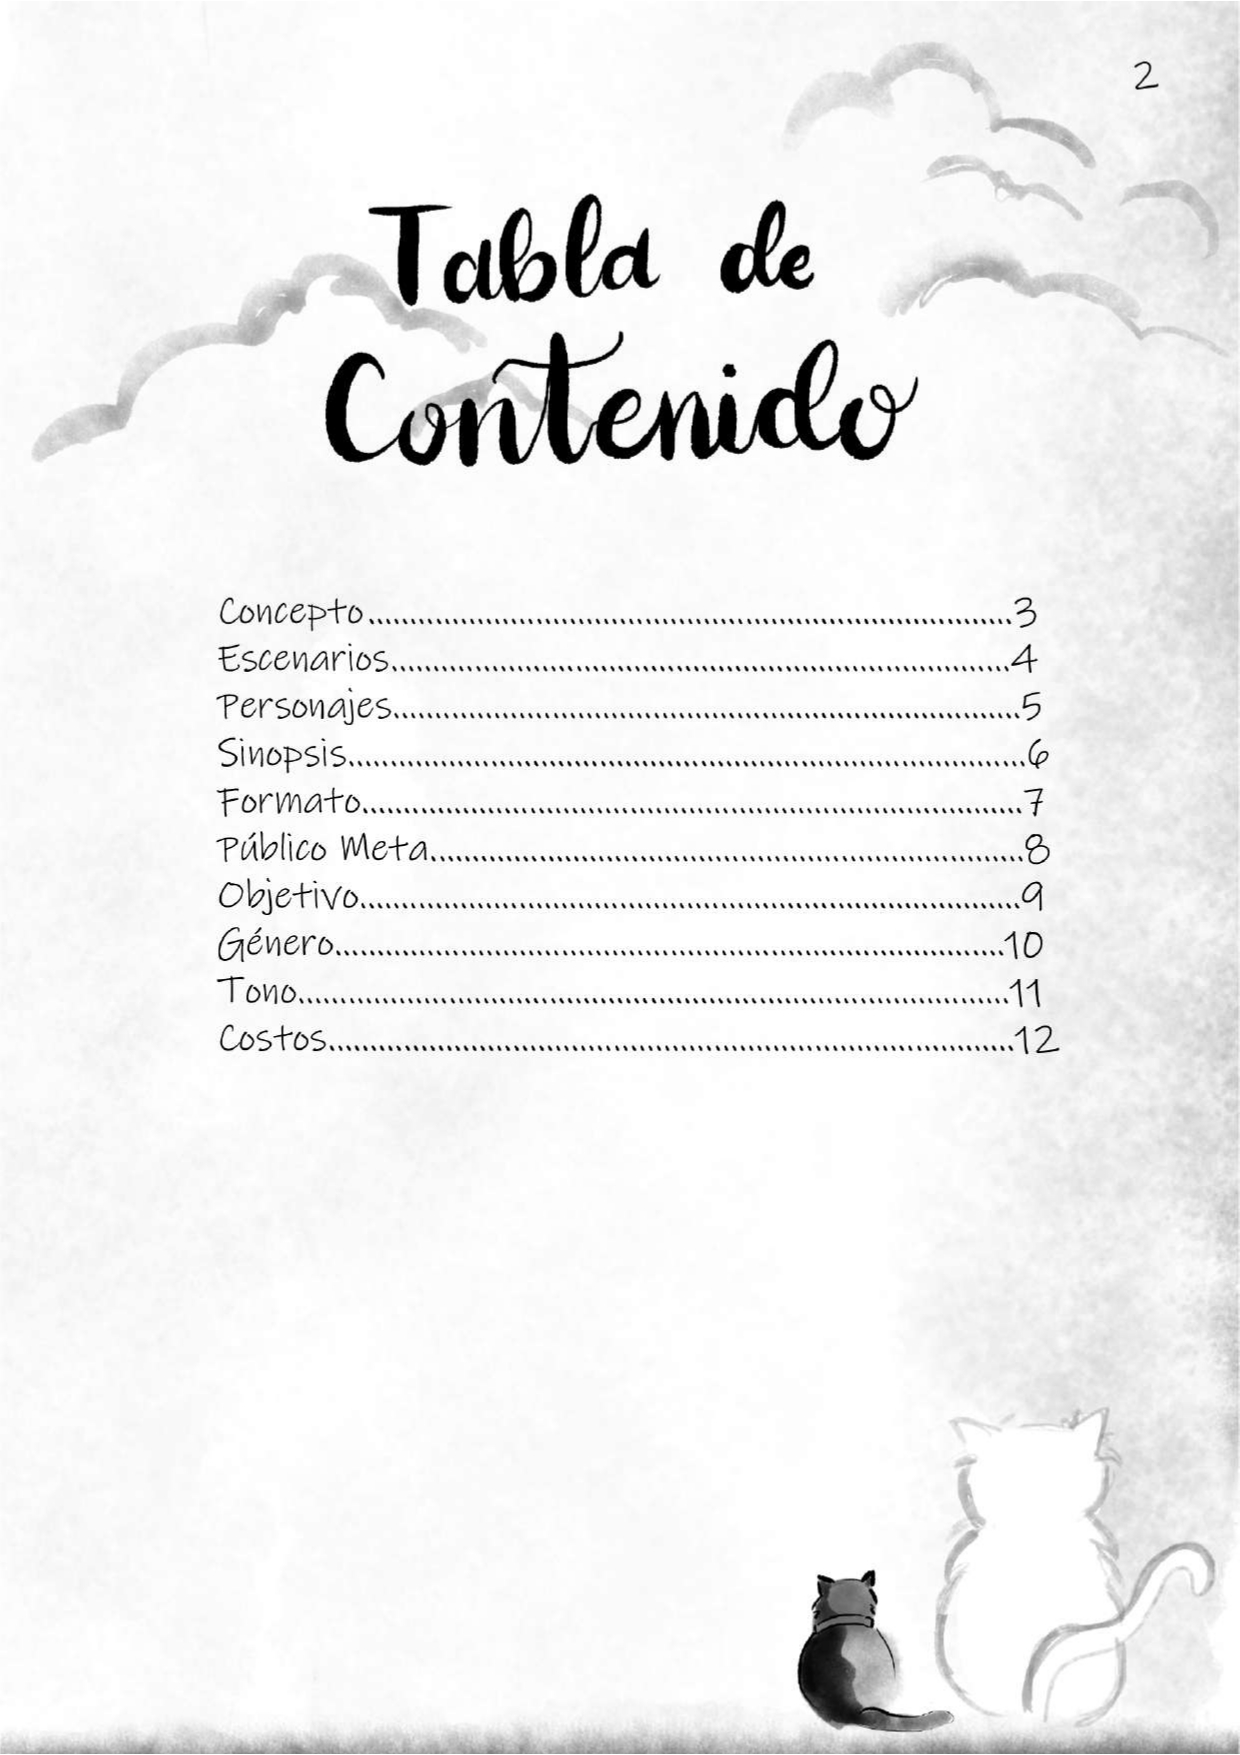 2
Tabla de
Contenido
Concepto..............................................................................3
Escenarios...........................................................................4
Personajes............................................................................5
Sinopsis..................................................................................6
Formato................................................................................7
Público Meta........................................................................8
Objetivo................................................................................9
Género.................................................................................10
Tono......................................................................................11
Costos...................................................................................12